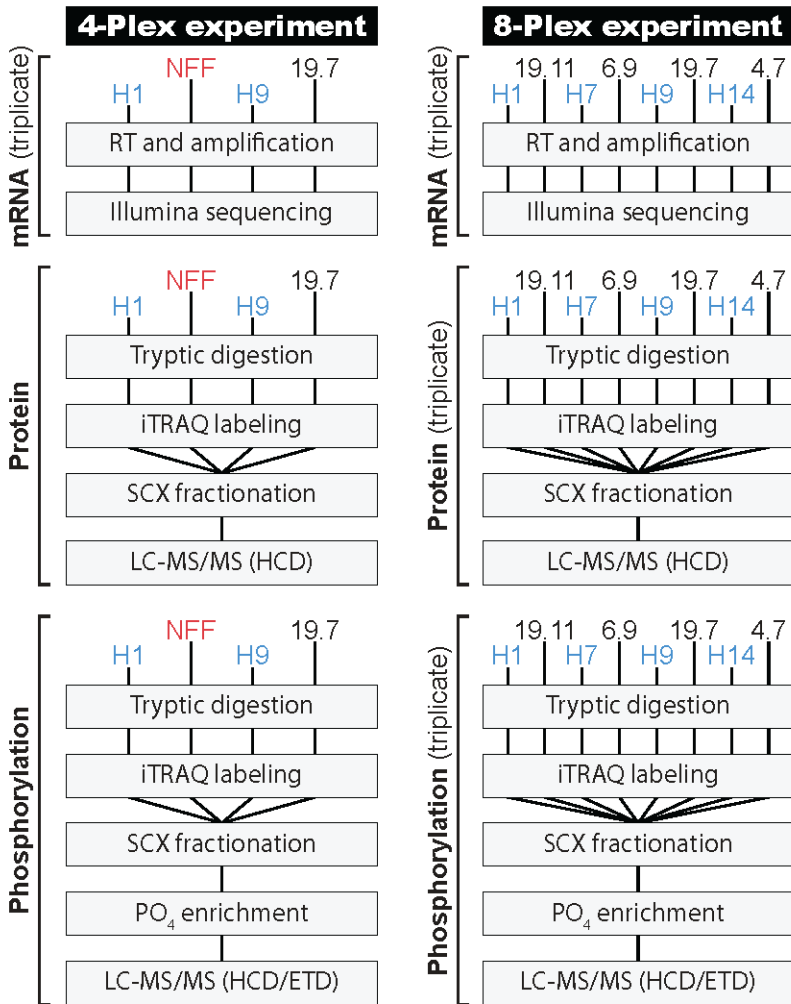 4-Plex experiment
mRNA (triplicate)
NFF 19.7
H1 H9
RT and amplification
Illumina sequencing
Protein
NFF 19.7
H1 H9
Tryptic digestion
iTRAQ labeling
SCX fractionation
LC-MS/MS (HCD)
Phosphorylation
NFF 19.7
H1 H9
Tryptic digestion
iTRAQ labeling
SCX fractionation
PO4 enrichment
LC-MS/MS (HCD/ETD)
8-Plex experiment
mRNA (triplicate)
19.11 6.9 19.7 4.7
H1 H7 H9 H14
RT and amplification
Illumina sequencing
Protein (triplicate)
19.11 6.9 19.7 4.7
H1 H7 H9 H14
Tryptic digestion
iTRAQ labeling
SCX fractionation
LC-MS/MS (HCD)
Phosphorylation (triplicate)
19.11 6.9 19.7 4.7
H1 H7 H9 H14
Tryptic digestion
iTRAQ labeling
SCX fractionation
PO4 enrichment
LC-MS/MS (HCD/ETD)